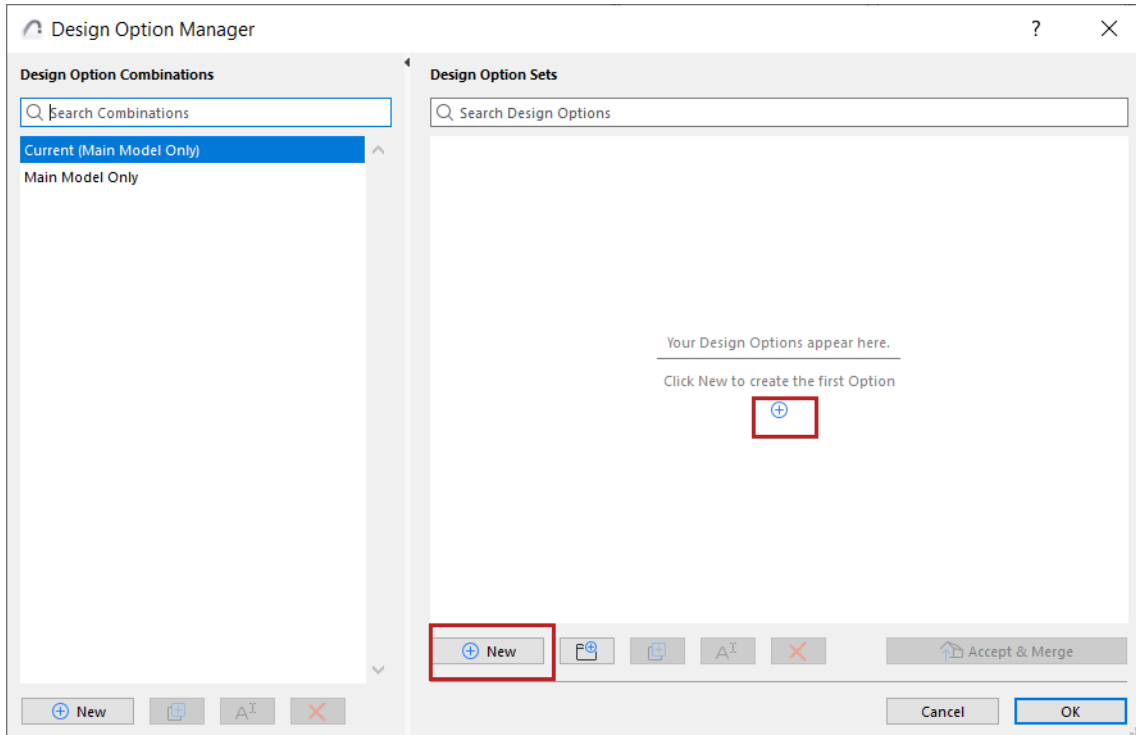 Design Option Manager
?
Design Option Combinations
Search Combinations
Current (Main Model Only)
Main Model Only
New
Design Option Sets
Search Design Options
Your Design Options appear here.
Click New to create the first Option
New
Accept & Merge
Cancel
OK